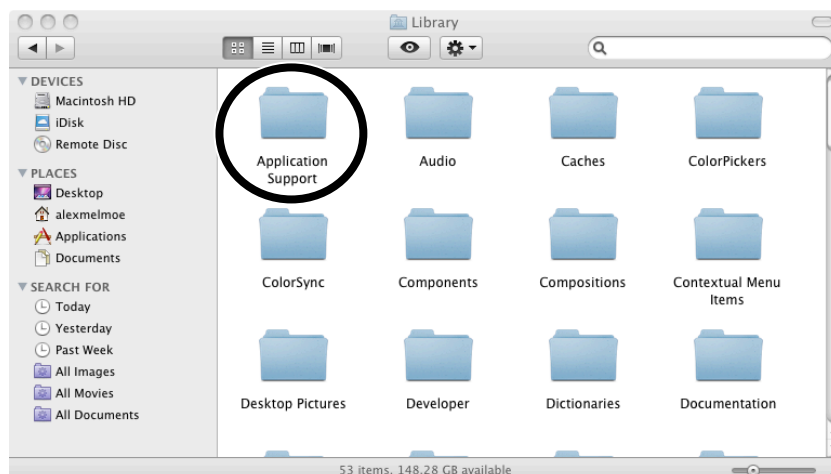 Library
DEVICES
Macintosh HD
iDisk
Remote Disc
PLACES
Desktop
alexmelmoe
Applications
Documents
SEARCH FOR
Today
Yesterday
Past Week
All Images
All Movies
All Documents
Application
Support
Audio
Caches
ColorPickers
ColorSync
Components
Compositions
Contextual Menu
Items
Desktop Pictures
Developer
Dictionaries
Documentation
53 items, 148.28 GB available